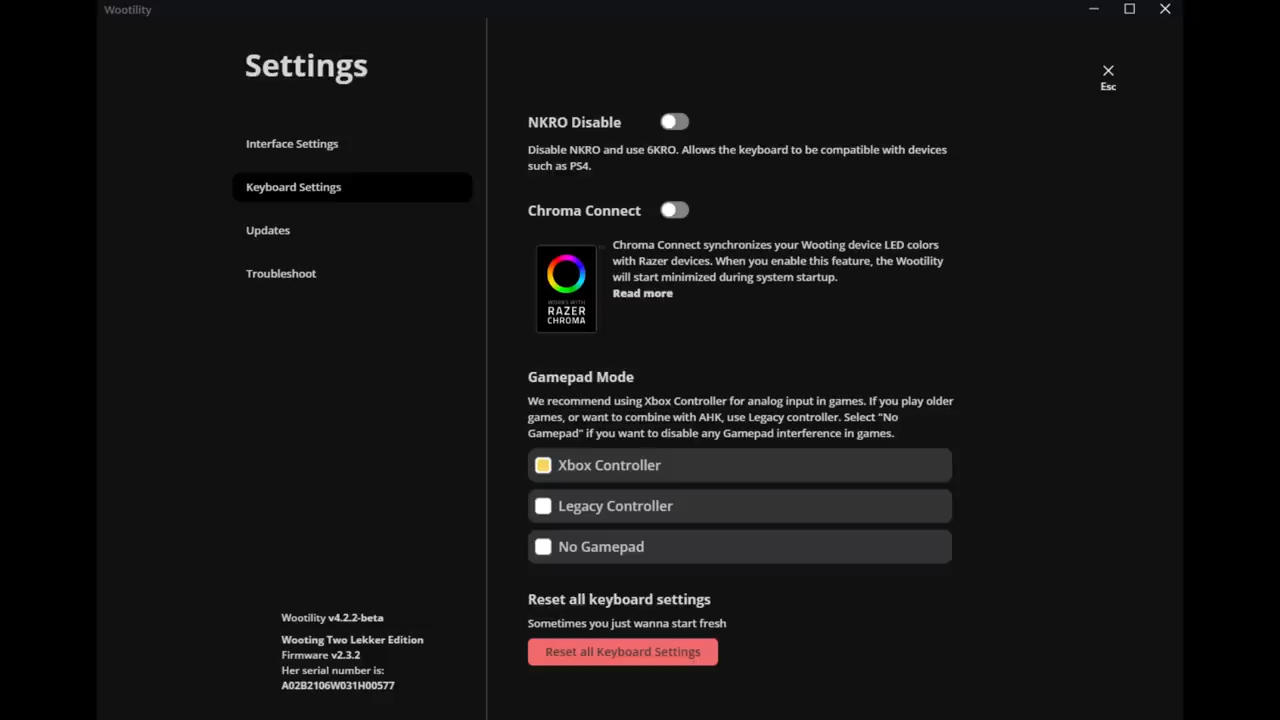 Wootility
Settings
Esc
Interface Settings
Keyboard Settings
Updates
Troubleshoot
NKRO Disable
Disable NKRO and use 6KRO. Allows the keyboard to be compatible with devices
such as PS4.
Chroma Connect
WORKS WITH
RAZER
CHROMA
Chroma Connect synchronizes your Wooting device LED colors
with Razer devices. When you enable this feature, the Wootility
will start minimized during system startup.
Read more
Gamepad Mode
We recommend using Xbox Controller for analog input in games. If you play older
games, or want to combine with AHK, use Legacy controller. Select "No
Gamepad" if you want to disable any Gamepad interference in games.
Xbox Controller
Legacy Controller
No Gamepad
Reset all keyboard settings
Sometimes you just wanna start fresh
Reset all Keyboard Settings
Wootility v4.2.2-beta
Wooting Two Lekker Edition
Firmware v2.3.2
Her serial number is:
A02B2106W031H00577